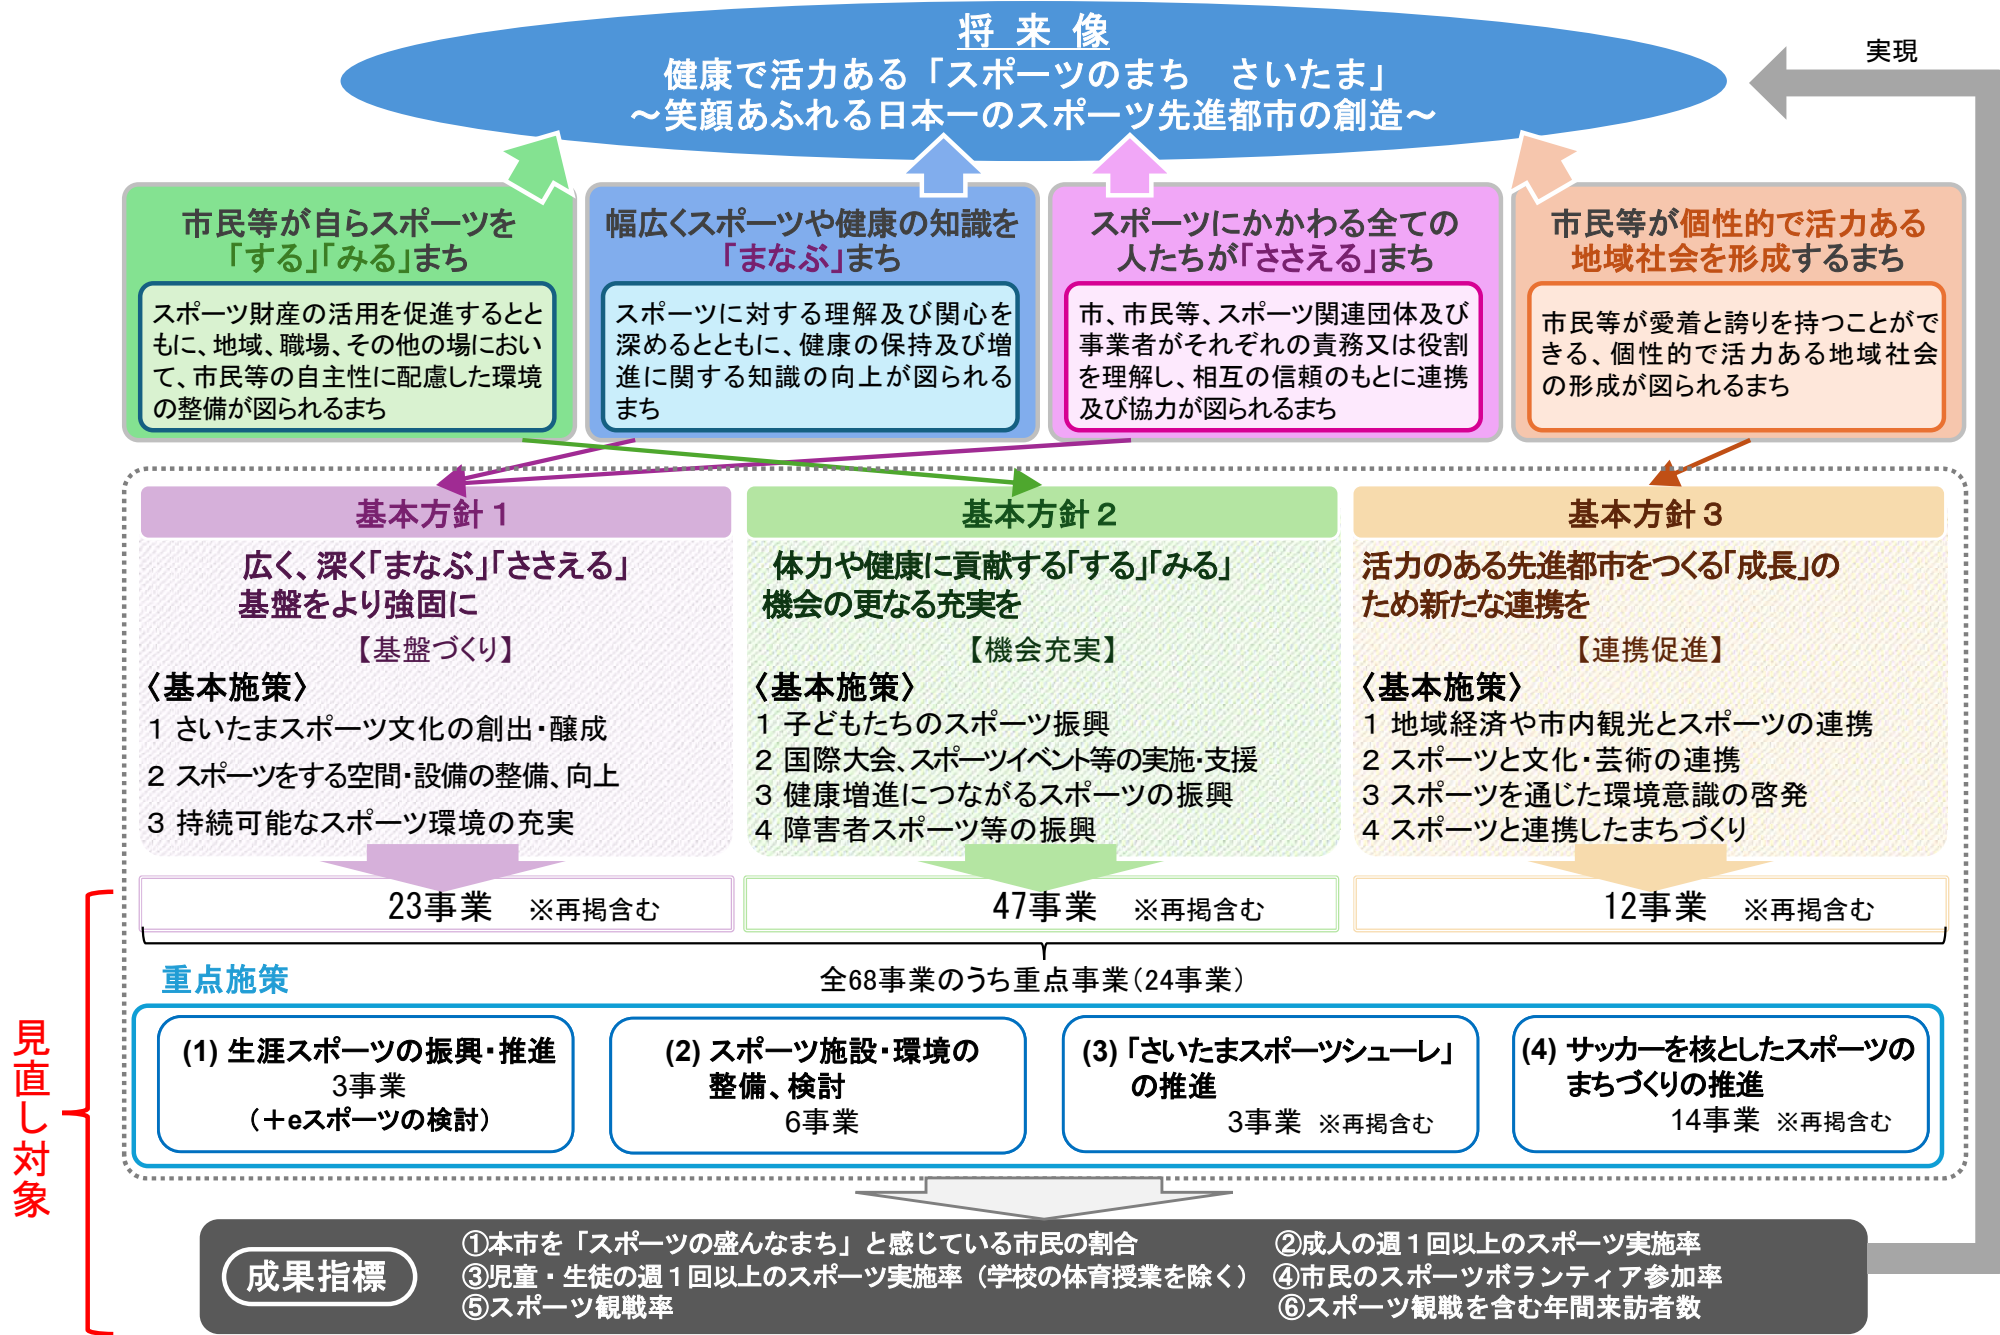 将 来 像
健康で活力ある「スポーツのまち　さいたま」
～笑顔あふれる日本一のスポーツ先進都市の創造～
実現
市民等が自らスポーツを
「する」「みる」まち
スポーツ財産の活用を促進するとと
もに、地域、職場、その他の場におい
て、市民等の自主性に配慮した環境
の整備が図られるまち
幅広くスポーツや健康の知識を
「まなぶ」まち
スポーツに対する理解及び関心を
深めるとともに、健康の保持及び増
進に関する知識の向上が図られる
まち
スポーツにかかわる全ての
人たちが「ささえる」まち
市、市民等、スポーツ関連団体及び
事業者がそれぞれの責務又は役割
を理解し、相互の信頼のもとに連携
及び協力が図られるまち
市民等が個性的で活力ある
地域社会を形成するまち
市民等が愛着と誇りを持つことがで
きる、個性的で活力ある地域社会
の形成が図られるまち
基本方針１
広く、深く「まなぶ」「ささえる」
基盤をより強固に
【基盤づくり】
〈基本施策〉
1 さいたまスポーツ文化の創出・醸成
2 スポーツをする空間・設備の整備、向上
3 持続可能なスポーツ環境の充実
23事業　※再掲含む
基本方針２
体力や健康に貢献する「する」「みる」
機会の更なる充実を
【機会充実】
〈基本施策〉
1 子どもたちのスポーツ振興
2 国際大会、スポーツイベント等の実施・支援
3 健康増進につながるスポーツの振興
4 障害者スポーツ等の振興
47事業　※再掲含む
基本方針３
活力のある先進都市をつくる「成長」の
ため新たな連携を
【連携促進】
〈基本施策〉
1 地域経済や市内観光とスポーツの連携
2 スポーツと文化・芸術の連携
3 スポーツを通じた環境意識の啓発
4 スポーツと連携したまちづくり
12事業　※再掲含む
見直し対象
重点施策
全68事業のうち重点事業（24事業）
(1) 生涯スポーツの振興・推進
3事業
（＋eスポーツの検討）
(2) スポーツ施設・環境の
整備、検討
6事業
(3) 「さいたまスポーツシューレ」
の推進
3事業　※再掲含む
(4) サッカーを核としたスポーツの
まちづくりの推進
14事業　※再掲含む
成果指標
①本市を「スポーツの盛んなまち」と感じている市民の割合
②成人の週１回以上のスポーツ実施率
③児童・生徒の週１回以上のスポーツ実施率（学校の体育授業を除く）
④市民のスポーツボランティア参加率
⑤スポーツ観戦率
⑥スポーツ観戦を含む年間来訪者数